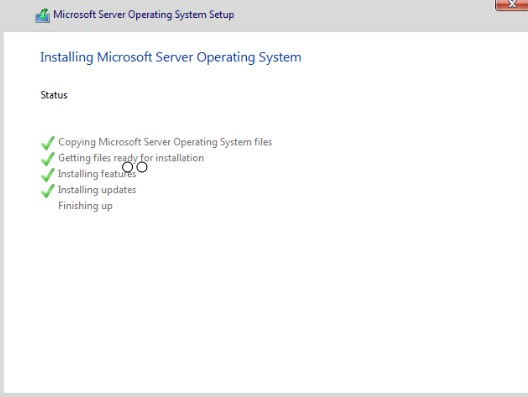 Microsoft Server Operating System Setup
Installing Microsoft Server Operating System
Status
Copying Microsoft Server Operating System files
Getting files ready for installation
Installing features
Installing updates
Finishing up